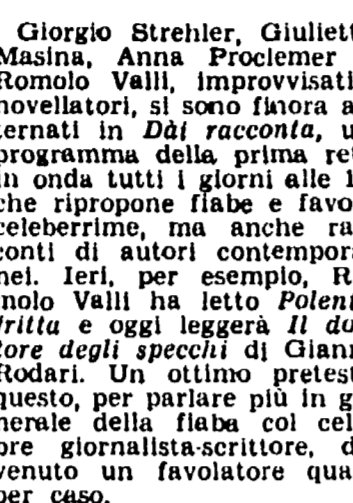 Giorgio Strehler, Giuliett
Masina, Anna Proclemer
Romolo Valli, improvvisati
novellatori, si sono finora a
ternati in Dài racconta, u
programma della prima ret
in onda tutti i giorni alle 1
che ripropone fiabe e favo
celeberrime, ma anche ra
conti di autori contempora
nei. Ieri, per esempio, R
molo Valli ha letto Polen
fritta e oggi leggerà Il do
tore degli specchi di Giann
Rodari. Un ottimo pretest
questo, per parlare più in g
nerale della fiaba col cel
bre giornalista-scrittore, d
venuto un favolatore qua
per caso.